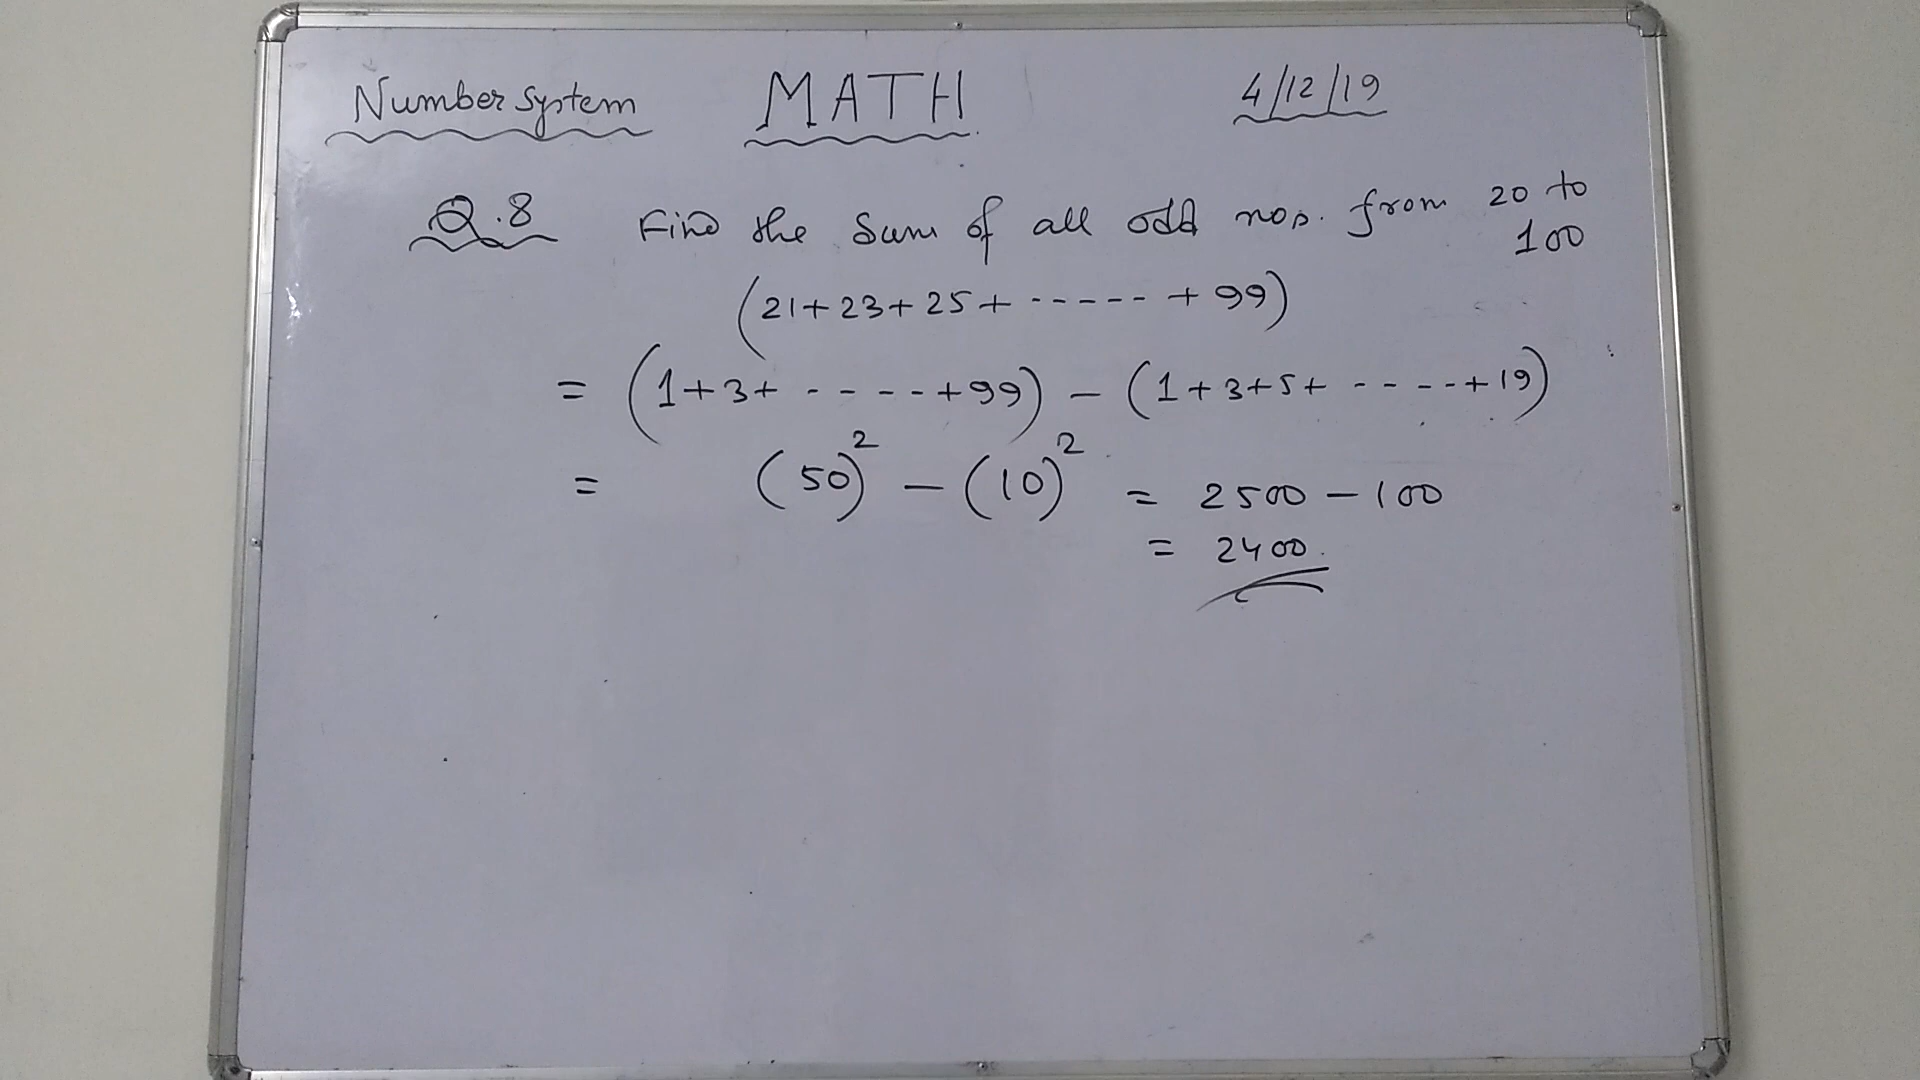 Number system MATH 4/12/19
Q.8 Find the sum of all odd nos. from 20 to
100
(21+23+25+-----+99)
= (1+3+-----+99) - (1+3+5+-----+19)
= (50)² - (10)² = 2500-100
= 2400.